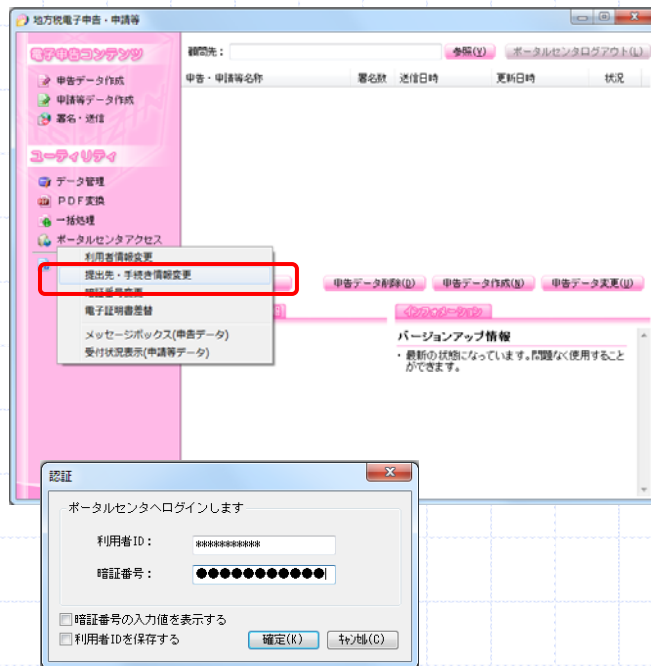 地方税電子申告・申請等
電子申告コンテンツ
申告データ作成
申請等データ作成
署名・送信
ユーティリティ
データ管理
PDF変換
一括処理
ポータルセンタアクセス
顧問先：
参照(V)
ポータルセンタログアウト(L)
申告・申請等名称 署名数 送信日時 更新日時 状況
利用者情報変更
提出先・手続き情報変更
暗証番号変更
電子証明書差替
メッセージボックス(申告データ)
受付状況表示(申請等データ)
申告データ削除(D) 申告データ作成(N) 申告データ変更(U)
インフォメーション
バージョンアップ情報
・最新の状態になっています。問題なく使用すること
ができます。
認証
ポータルセンタへログインします
利用者ID： ***********
暗証番号： ●●●●●●●●●●●
暗証番号の入力値を表示する
利用者IDを保存する
確定(K) ｷｬﾝｾﾙ(C)